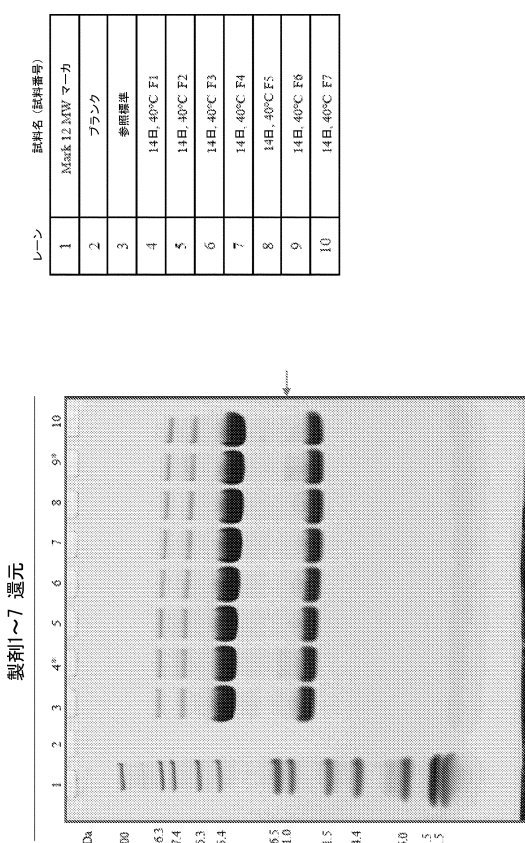 製剤1~7 還元
1 2 3 4* 5 6 7 8 9* 10
Da
00
6.3
7.4
5.3
5.4
6.5
1.0
1.5
4.4
6.0
.5
.5
レーン 試料名 (試料番号)
1 Mark 12 MW マーカ
2 ブランク
3 参照標準
4 14日, 40°C F1
5 14日, 40°C F2
6 14日, 40°C F3
7 14日, 40°C F4
8 14日, 40°C F5
9 14日, 40°C F6
10 14日, 40°C F7